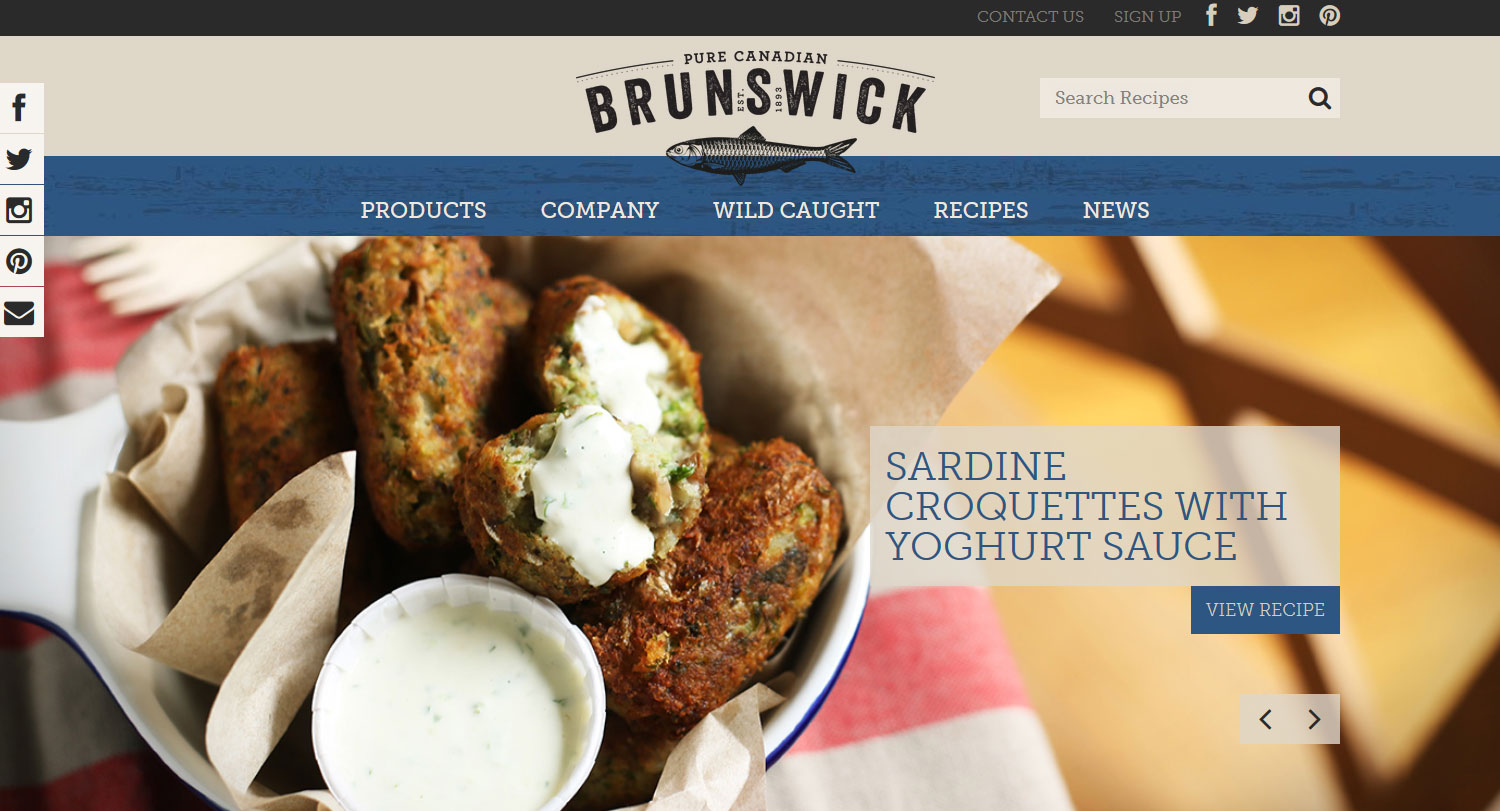 CONTACT US SIGN UP
PURE CANADIAN
BRUNSWICK
EST. 1893
Search Recipes
PRODUCTS COMPANY WILD CAUGHT RECIPES NEWS
SARDINE
CROQUETTES WITH
YOGHURT SAUCE
VIEW RECIPE